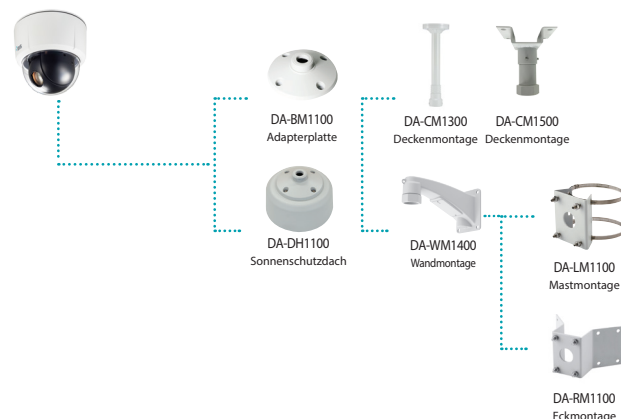 DA-BM1100
Adapterplatte
DA-CM1300
Deckenmontage
DA-CM1500
Deckenmontage
DA-DH1100
Sonnenschutzdach
DA-WM1400
Wandmontage
DA-LM1100
Mastmontage
DA-RM1100
Eckmontage